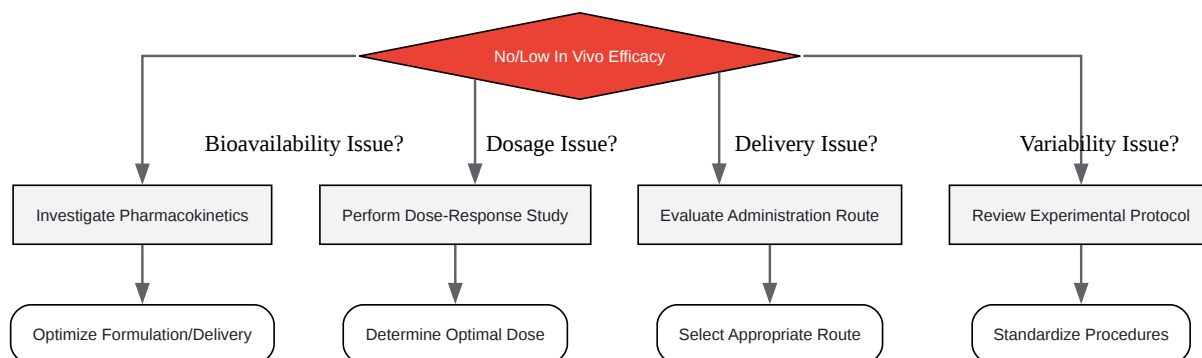 No/Low In Vivo Efficacy
Bioavailability Issue?
Dosage Issue?
Delivery Issue?
Variability Issue?
Investigate Pharmacokinetics
Perform Dose-Response Study
Evaluate Administration Route
Review Experimental Protocol
Optimize Formulation/Delivery
Determine Optimal Dose
Select Appropriate Route
Standardize Procedures